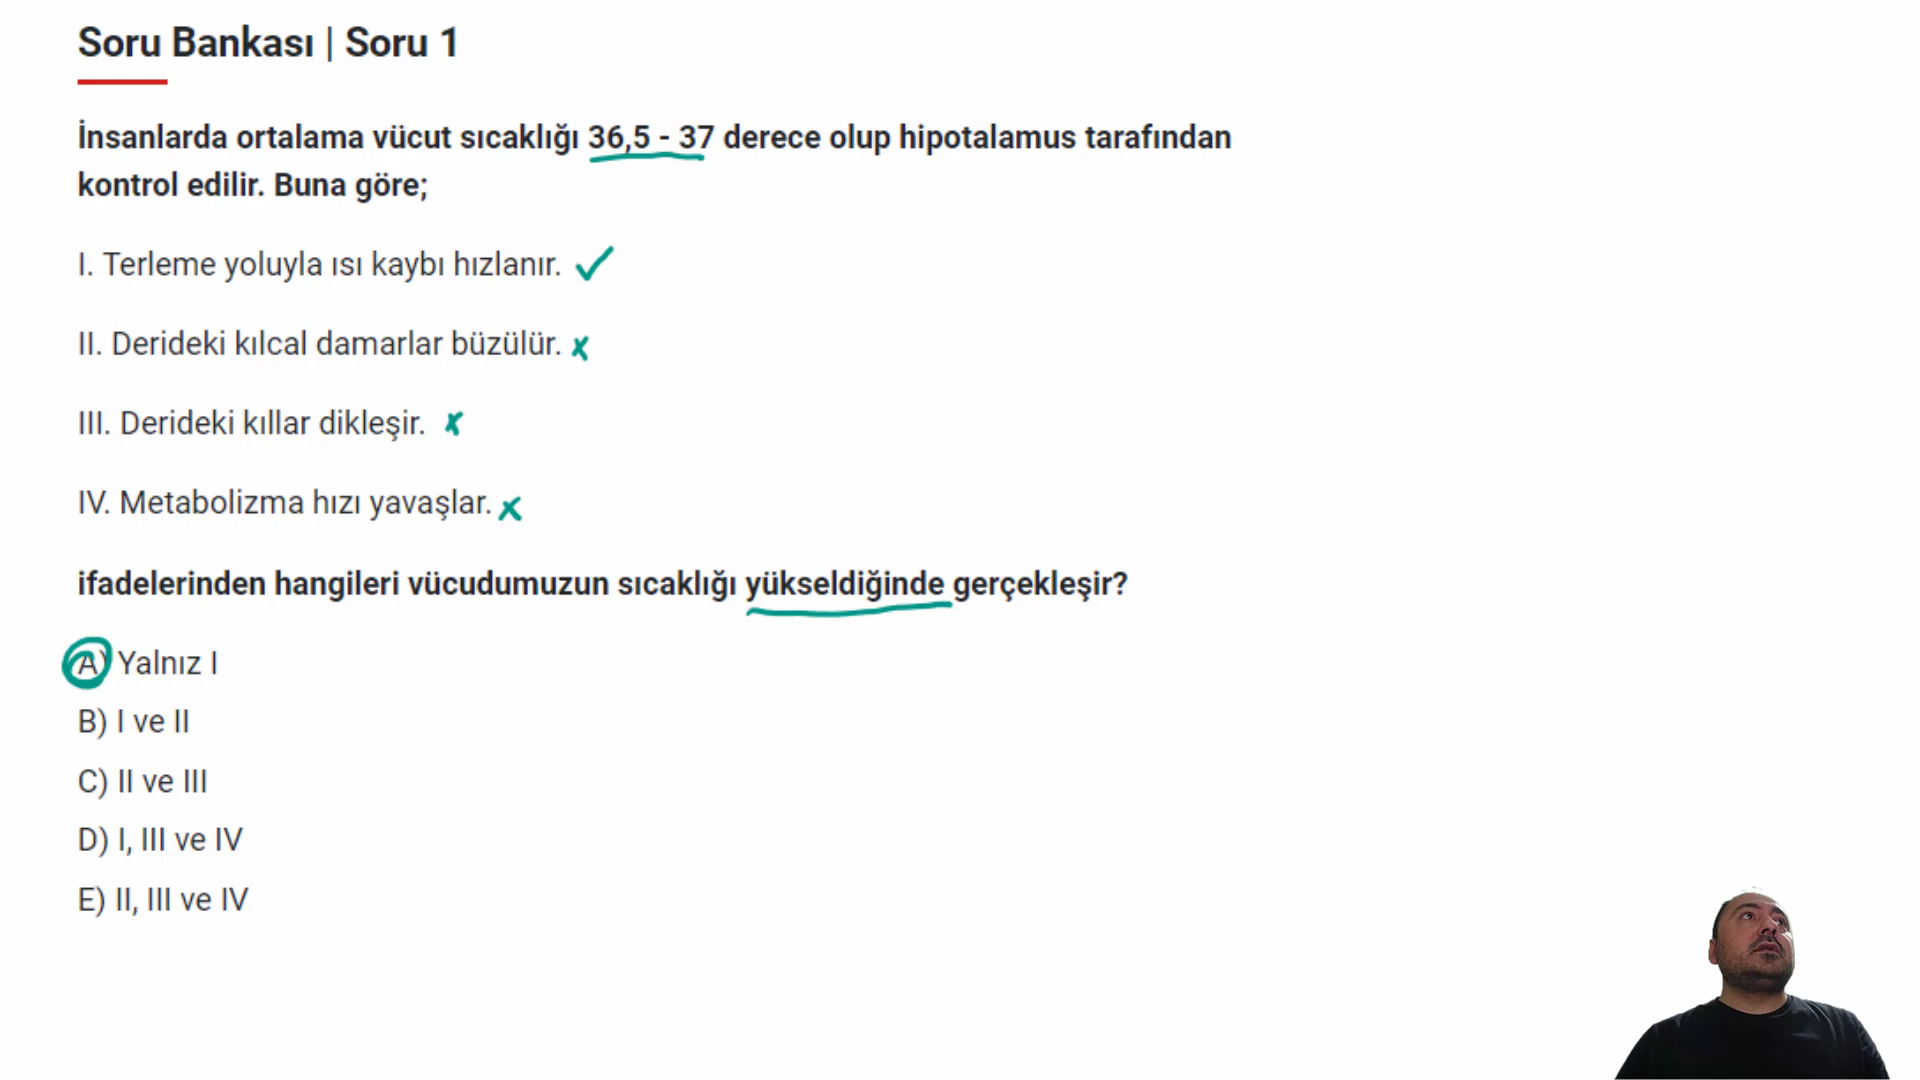 Soru Bankası | Soru 1
İnsanlarda ortalama vücut sıcaklığı 36,5 - 37 derece olup hipotalamus tarafından
kontrol edilir. Buna göre;
I. Terleme yoluyla ısı kaybı hızlanır.
II. Derideki kılcal damarlar büzülür.
III. Derideki kıllar dikleşir.
IV. Metabolizma hızı yavaşlar.
ifadelerinden hangileri vücudumuzun sıcaklığı yükseldiğinde gerçekleşir?
A) Yalnız I
B) I ve II
C) II ve III
D) I, III ve IV
E) II, III ve IV